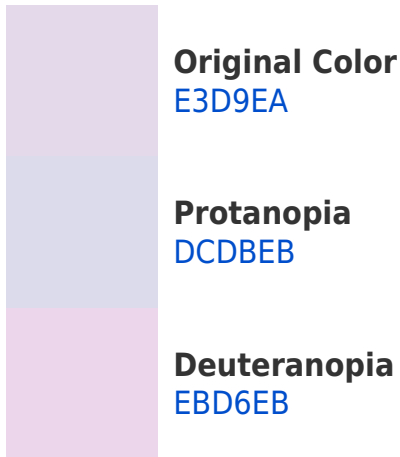 Original Color
E3D9EA
Protanopia
DCDBEB
Deuteranopia
EBD6EB